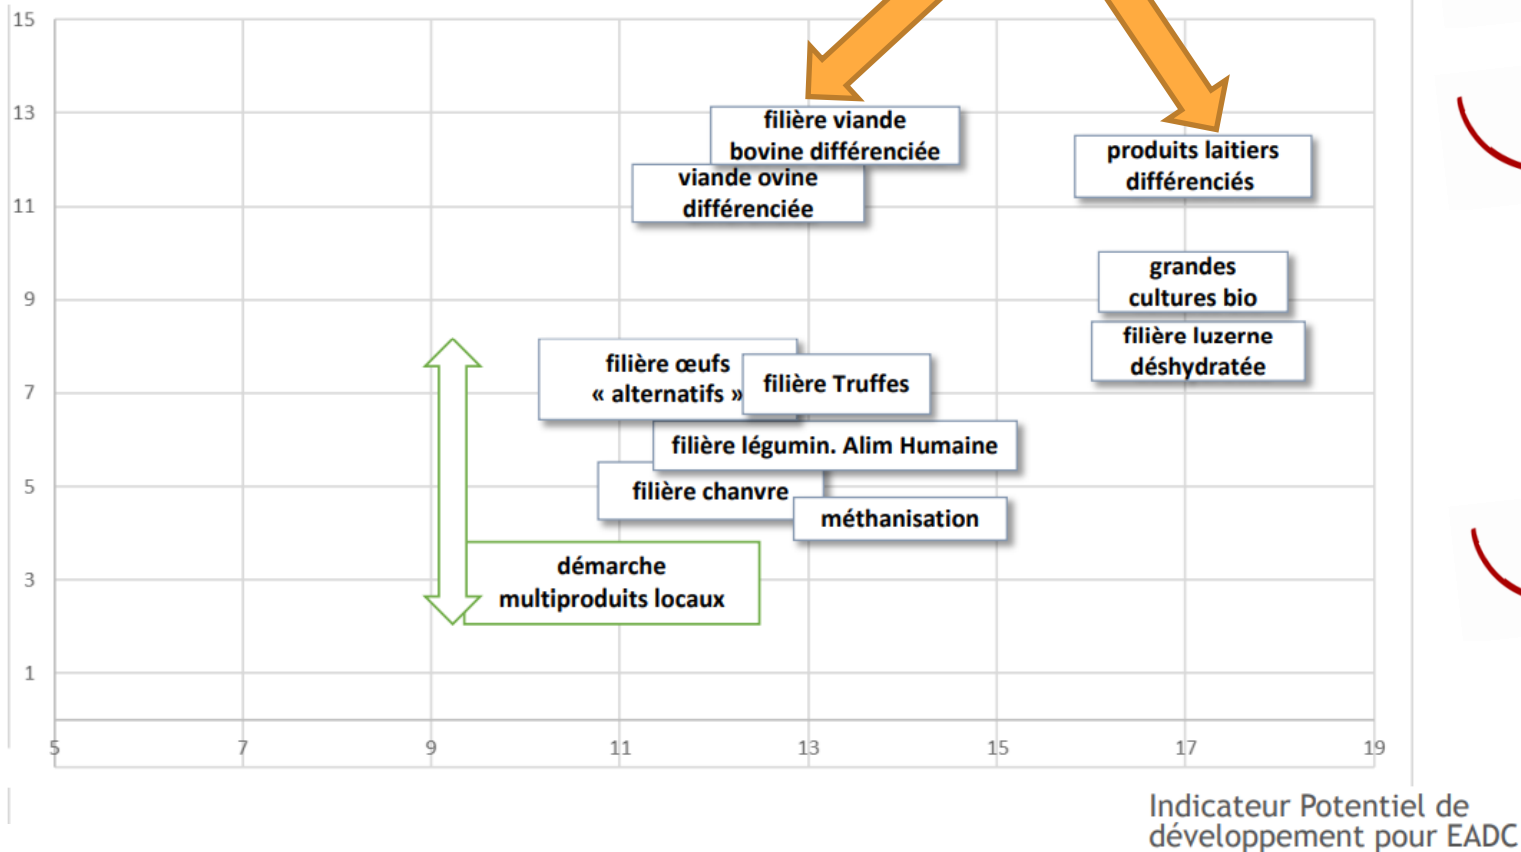 15
13
filière viande
bovine différenciée
produits laitiers
différenciés
viande ovine
différenciée
11
grandes
cultures bio
9
filière luzerne
déshydratée
filière œufs
« alternatifs »
filière Truffes
7
filière légumin. Alim Humaine
5
filière chanvre
méthanisation
démarche
multiproduits locaux
3
1
5 7 9 11 13 15 17 19
Indicateur Potentiel de
développement pour EADC